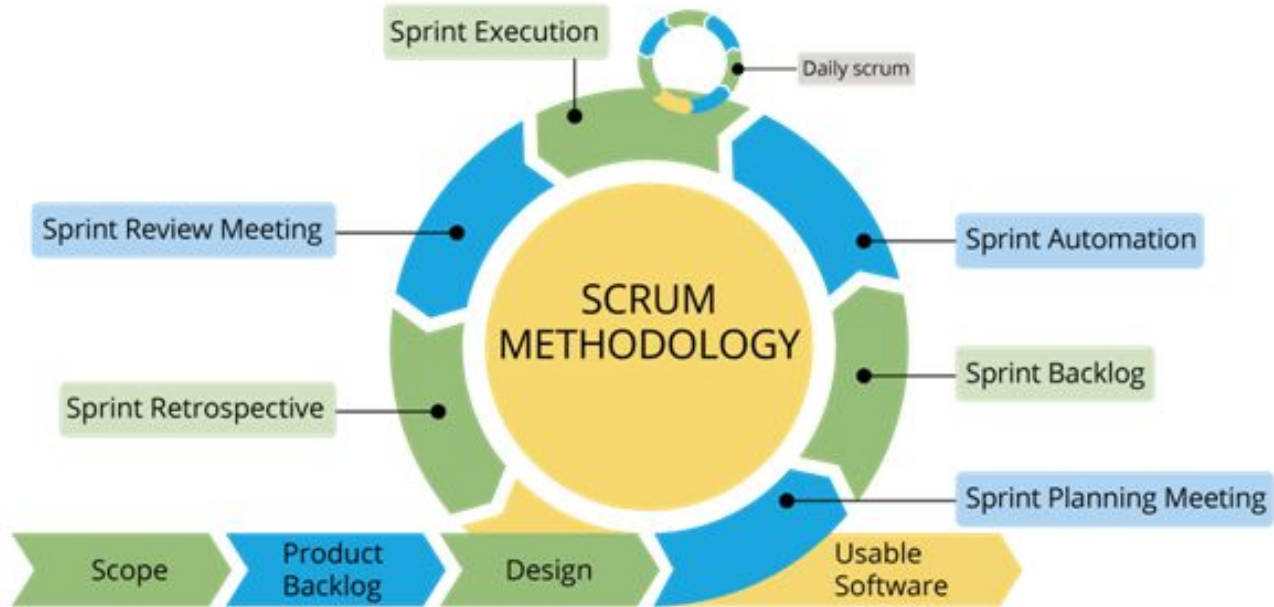 Sprint Execution
Daily scrum
Sprint Review Meeting
Sprint Automation
SCRUM
METHODOLOGY
Sprint Backlog
Sprint Retrospective
Sprint Planning Meeting
Scope
Product
Backlog
Design
Usable
Software